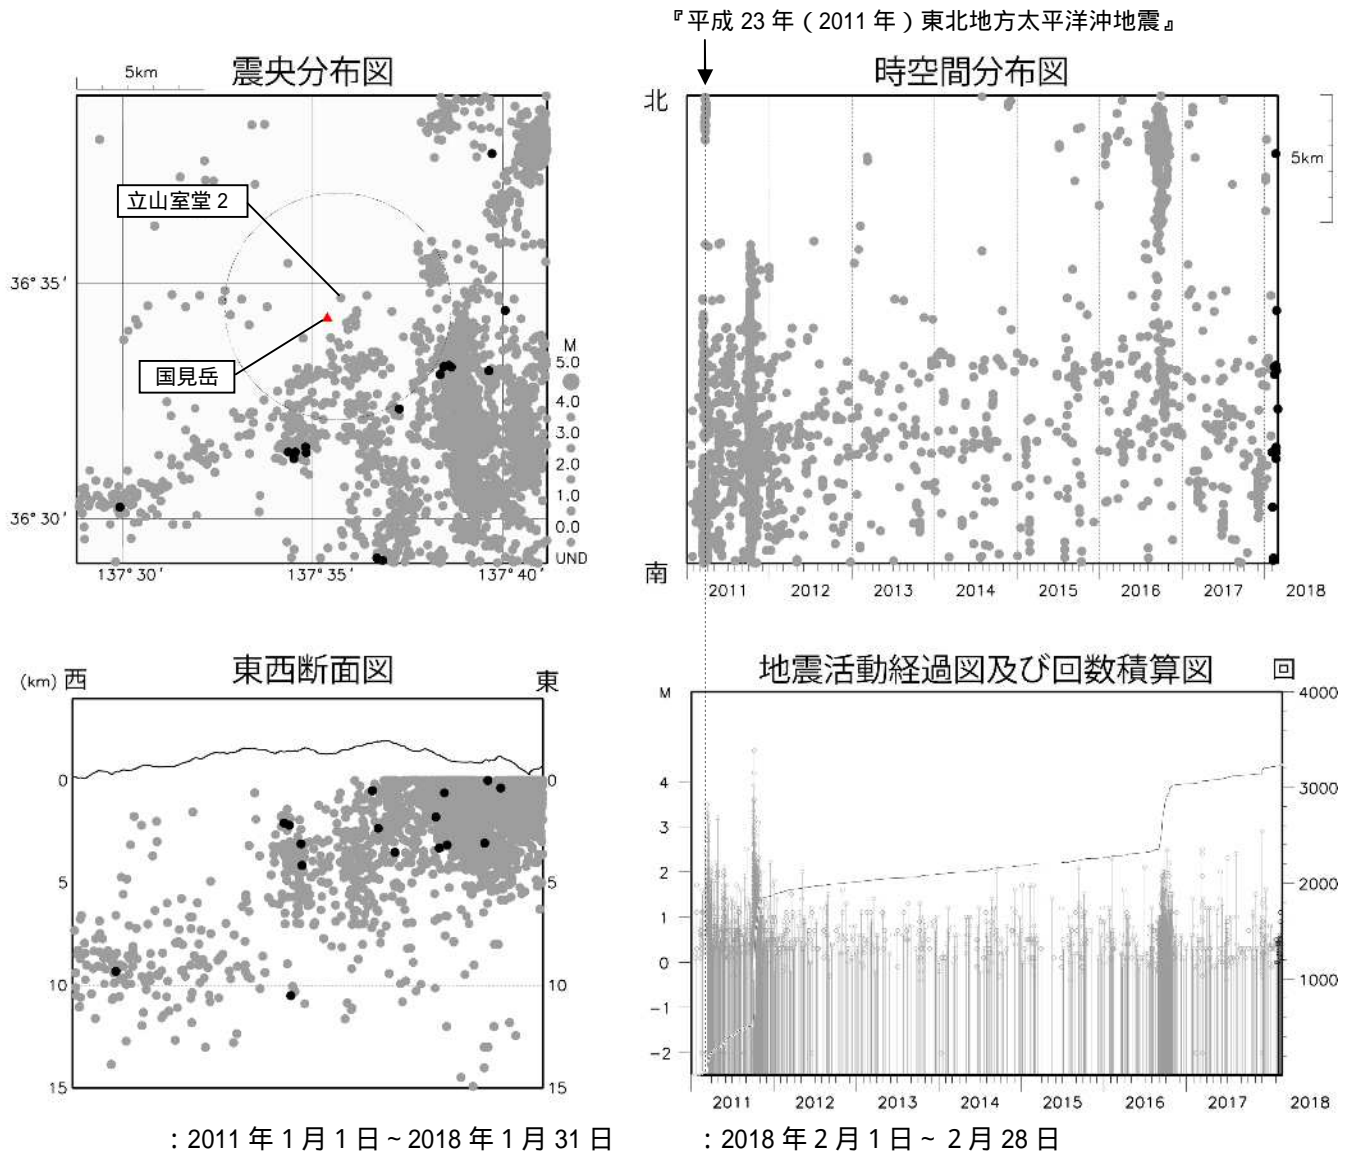 『平成 23 年 ( 2011 年 ) 東北地方太平洋沖地震』
5km
震央分布図
立山室堂 2
国見岳
36° 35′
36° 30′
137° 30′
137° 35′
137° 40′
M
5.0
4.0
3.0
2.0
1.0
0.0
UND
時空間分布図
北
南
5km
2011
2012
2013
2014
2015
2016
2017
2018
東西断面図
(km) 西
東
0
5
10
15
0
5
10
15
地震活動経過図及び回数積算図
M
回
4
3
2
1
0
−1
−2
4000
3000
2000
1000
2011
2012
2013
2014
2015
2016
2017
2018
: 2011 年 1 月 1 日 ~ 2018 年 1 月 31 日
: 2018 年 2 月 1 日 ~ 2 月 28 日